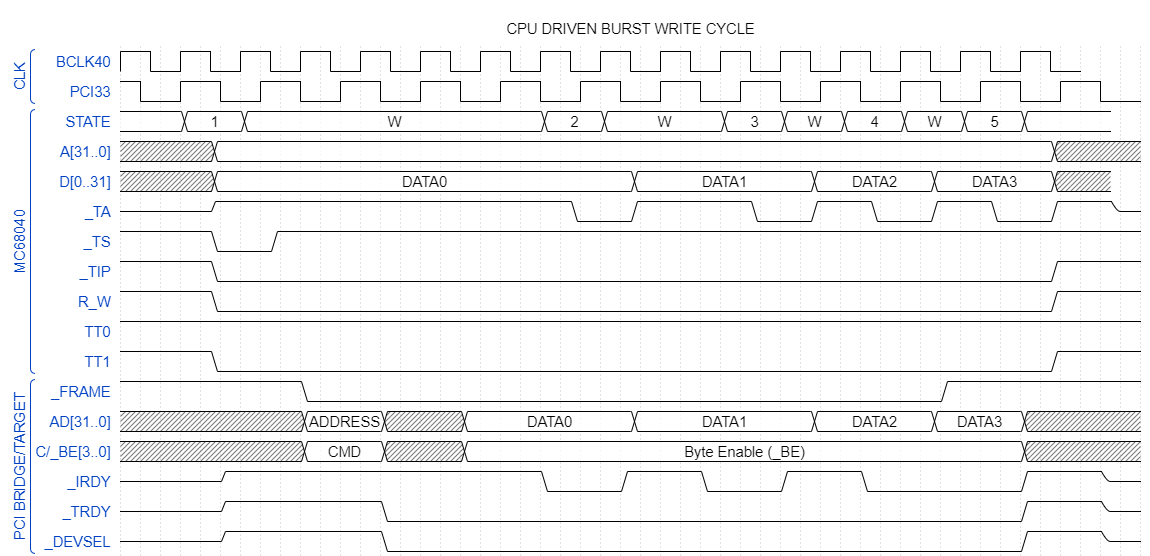 CPU DRIVEN BURST WRITE CYCLE
CLK
BCLK40
PCI33
MC68040
STATE 1 W 2 W 3 W 4 W 5
A[31..0]
D[0..31] DATA0 DATA1 DATA2 DATA3
_TA
_TS
_TIP
R_W
TT0
TT1
PCI BRIDGE/TARGET
_FRAME
AD[31..0] ADDRESS DATA0 DATA1 DATA2 DATA3
C/_BE[3..0] CMD Byte Enable (_BE)
_IRDY
_TRDY
_DEVSEL